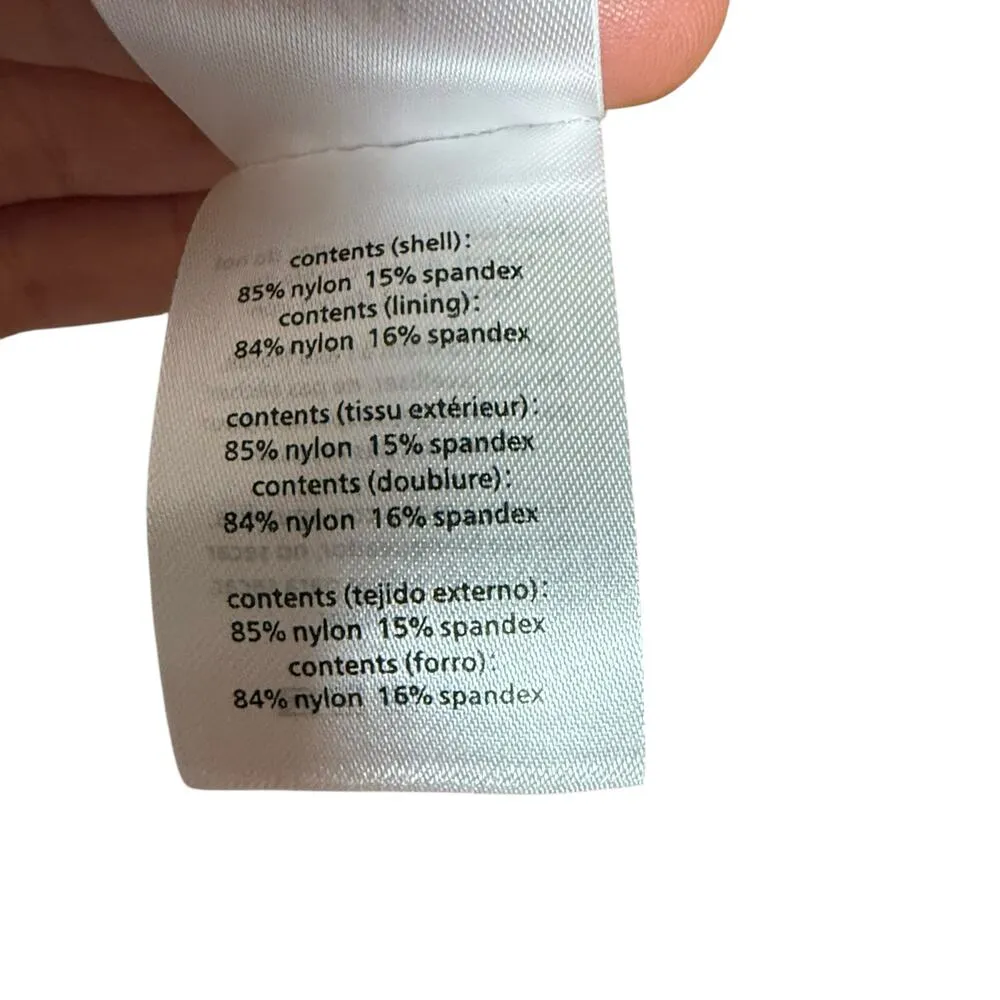 contents (shell):
85% nylon 15% spandex
contents (lining):
84% nylon 16% spandex
contents (tissu extérieur):
85% nylon 15% spandex
contents (doublure):
84% nylon 16% spandex
contents (tejido externo):
85% nylon 15% spandex
contents (forro):
84% nylon 16% spandex